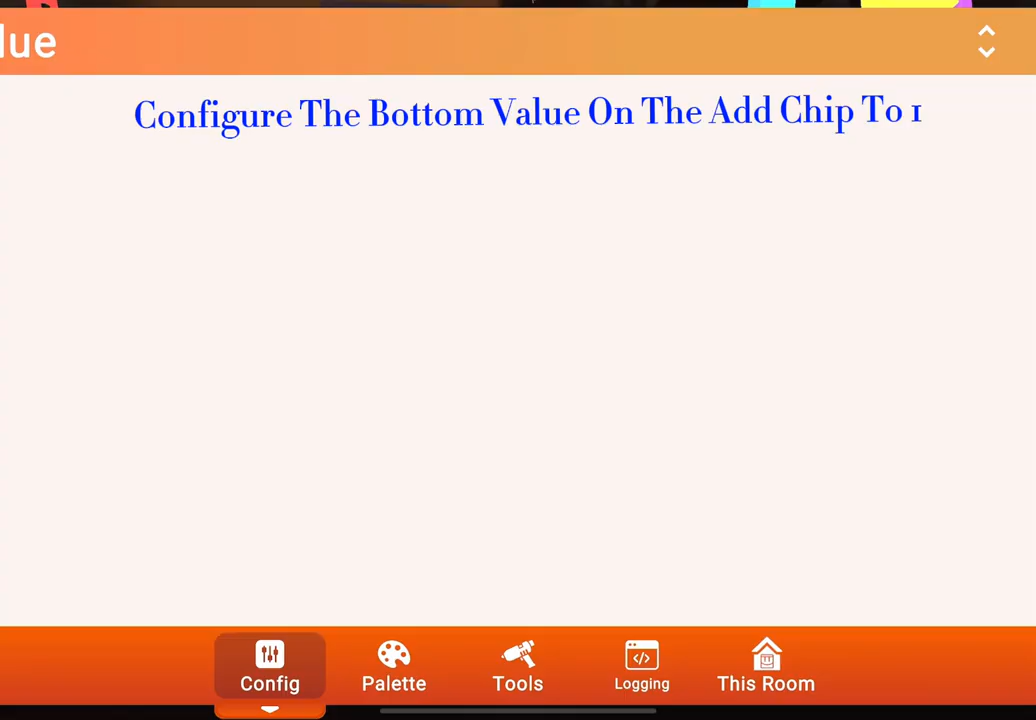 lue
Configure The Bottom Value On The Add Chip To 1
Config
Palette
Tools
Logging
This Room